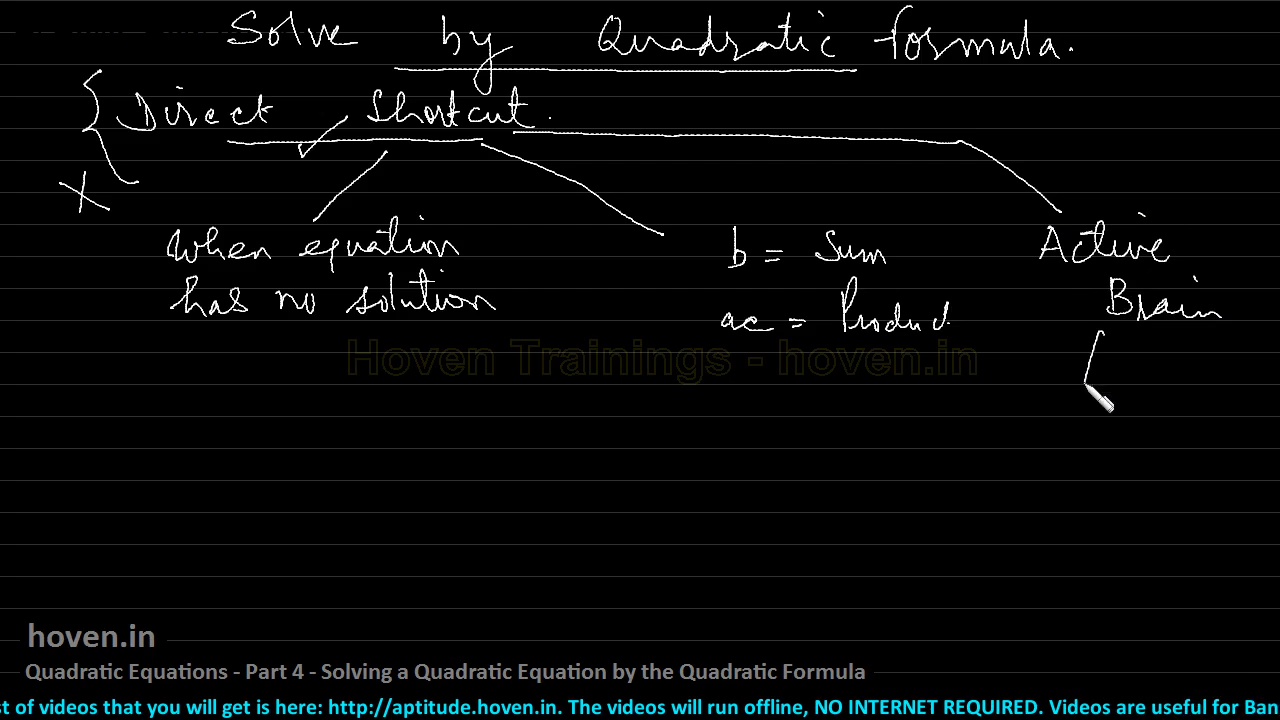 Solve by Quadratic formula.
Direct Shortcut.
When equation
has no solution
b = Sum
ac = Product
Active
Brain
Hoven Trainings - hoven.in
hoven.in
Quadratic Equations - Part 4 - Solving a Quadratic Equation by the Quadratic Formula
st of videos that you will get is here: http://aptitude.hoven.in. The videos will run offline, NO INTERNET REQUIRED. Videos are useful for Ban